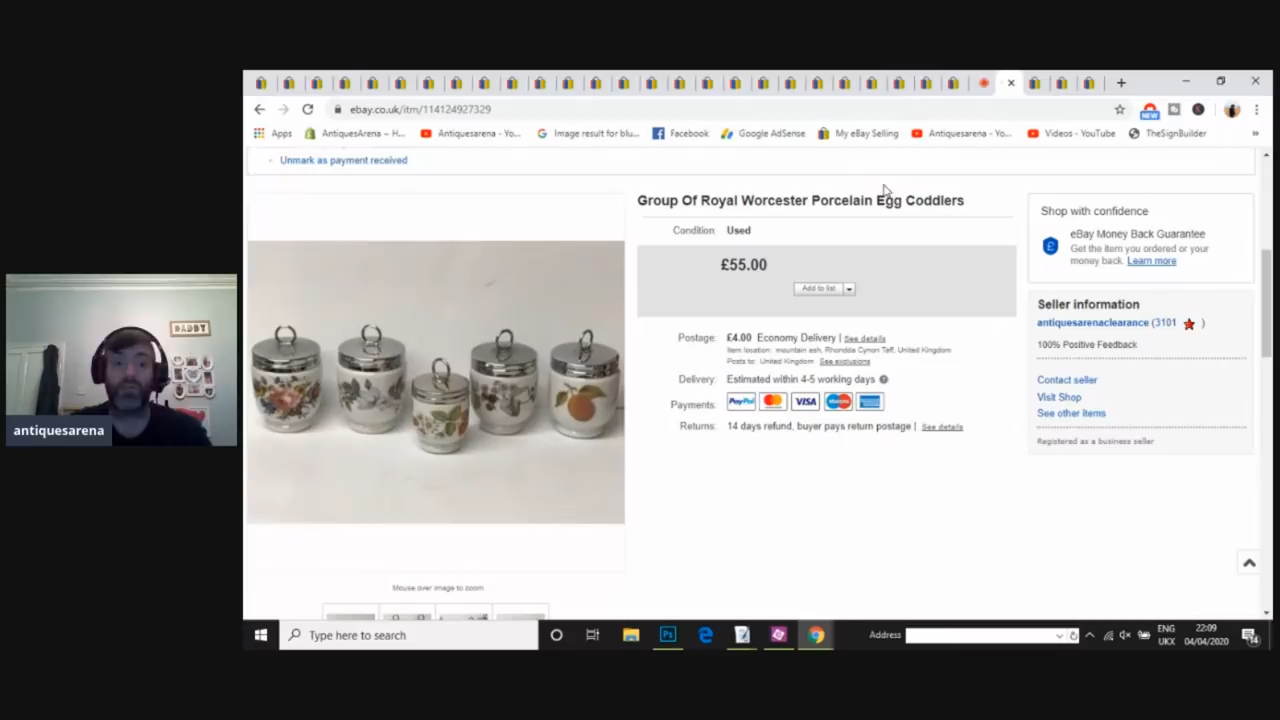 ebay.co.uk/itm/114124927329
Apps
AntiquesArena ~ H...
Antiquesarena - Yo...
Image result for blu...
Facebook
Google AdSense
My eBay Selling
Antiquesarena - Yo...
Videos - YouTube
TheSignBuilder
NEW
Unmark as payment received
Group Of Royal Worcester Porcelain Egg Coddlers
Condition: Used
£55.00
Add to list
Postage: £4.00 Economy Delivery | See details
Item location: mountain ash, Rhondda Cynon Taff, United Kingdom
Posts to: United Kingdom See exclusions
Delivery: Estimated within 4-5 working days
Payments: PayPal VISA
Returns: 14 days refund, buyer pays return postage | See details
Shop with confidence
eBay Money Back Guarantee
Get the item you ordered or your
money back. Learn more
Seller information
antiquesarenaclearance (3101 )
100% Positive Feedback
Contact seller
Visit Shop
See other items
Registered as a business seller
Mouse over image to zoom
DADDY
antiquesarena
Type here to search
Ps
Address
ENG
UKX
22:09
04/04/2020
14